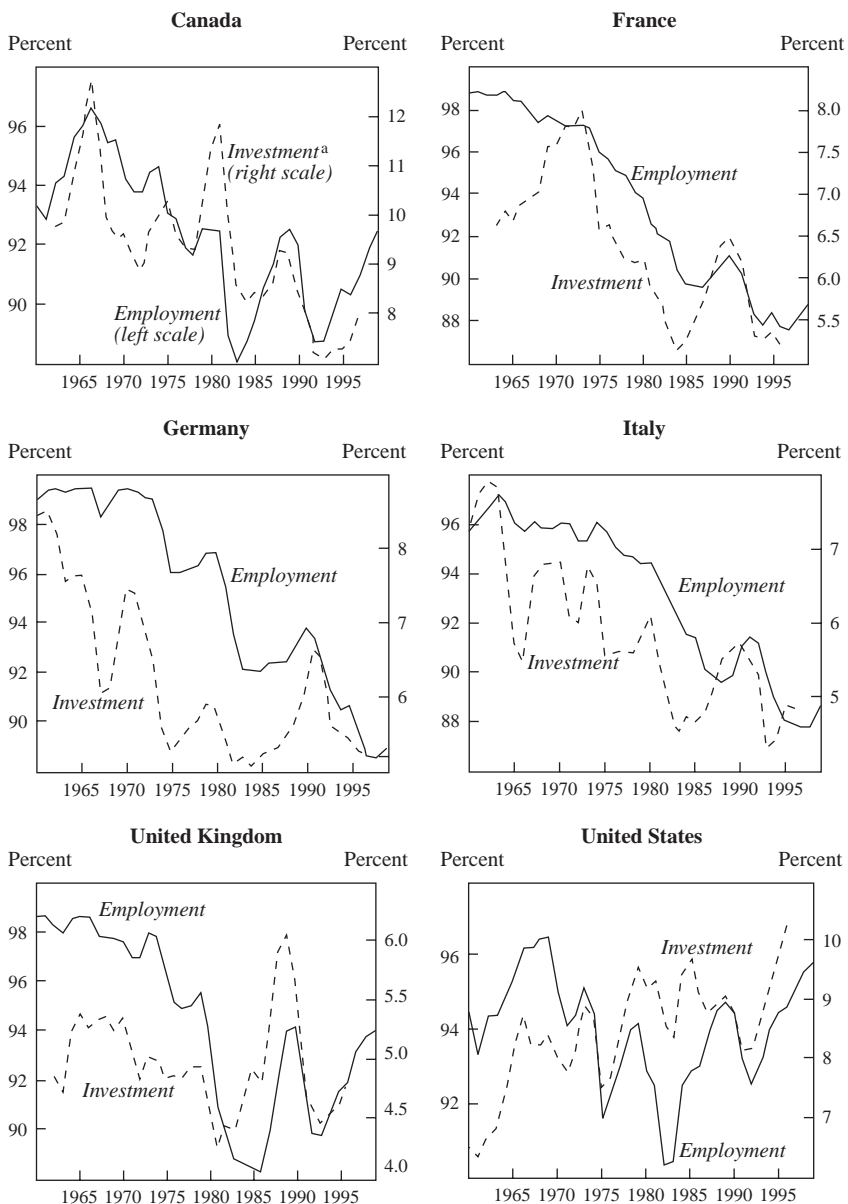 Canada
Percent Percent
96
94
92
90
12
11
10
9
8
Investmentᵃ
(right scale)
Employment
(left scale)
1965 1970 1975 1980 1985 1990 1995
France
Percent Percent
98
96
94
92
90
88
8.0
7.5
7.0
6.5
6.0
5.5
Employment
Investment
1965 1970 1975 1980 1985 1990 1995
Germany
Percent Percent
98
96
94
92
90
8
7
6
Employment
Investment
1965 1970 1975 1980 1985 1990 1995
Italy
Percent Percent
96
94
92
90
88
7
6
5
Employment
Investment
1965 1970 1975 1980 1985 1990 1995
United Kingdom
Percent Percent
98
96
94
92
90
6.0
5.5
5.0
4.5
4.0
Employment
Investment
1965 1970 1975 1980 1985 1990 1995
United States
Percent Percent
96
94
92
10
9
8
7
Investment
Employment
1965 1970 1975 1980 1985 1990 1995